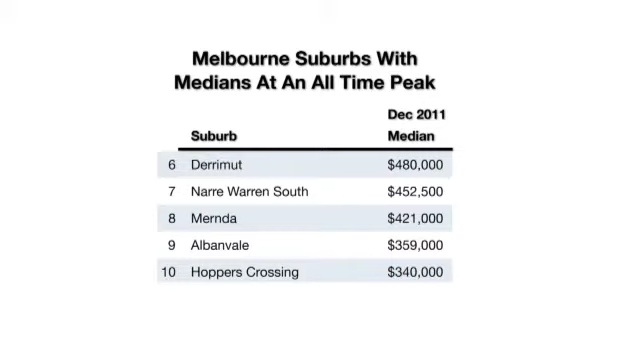 Melbourne Suburbs With
Medians At An All Time Peak
Dec 2011
Suburb Median
6 Derrimut $480,000
7 Narre Warren South $452,500
8 Mernda $421,000
9 Albanvale $359,000
10 Hoppers Crossing $340,000